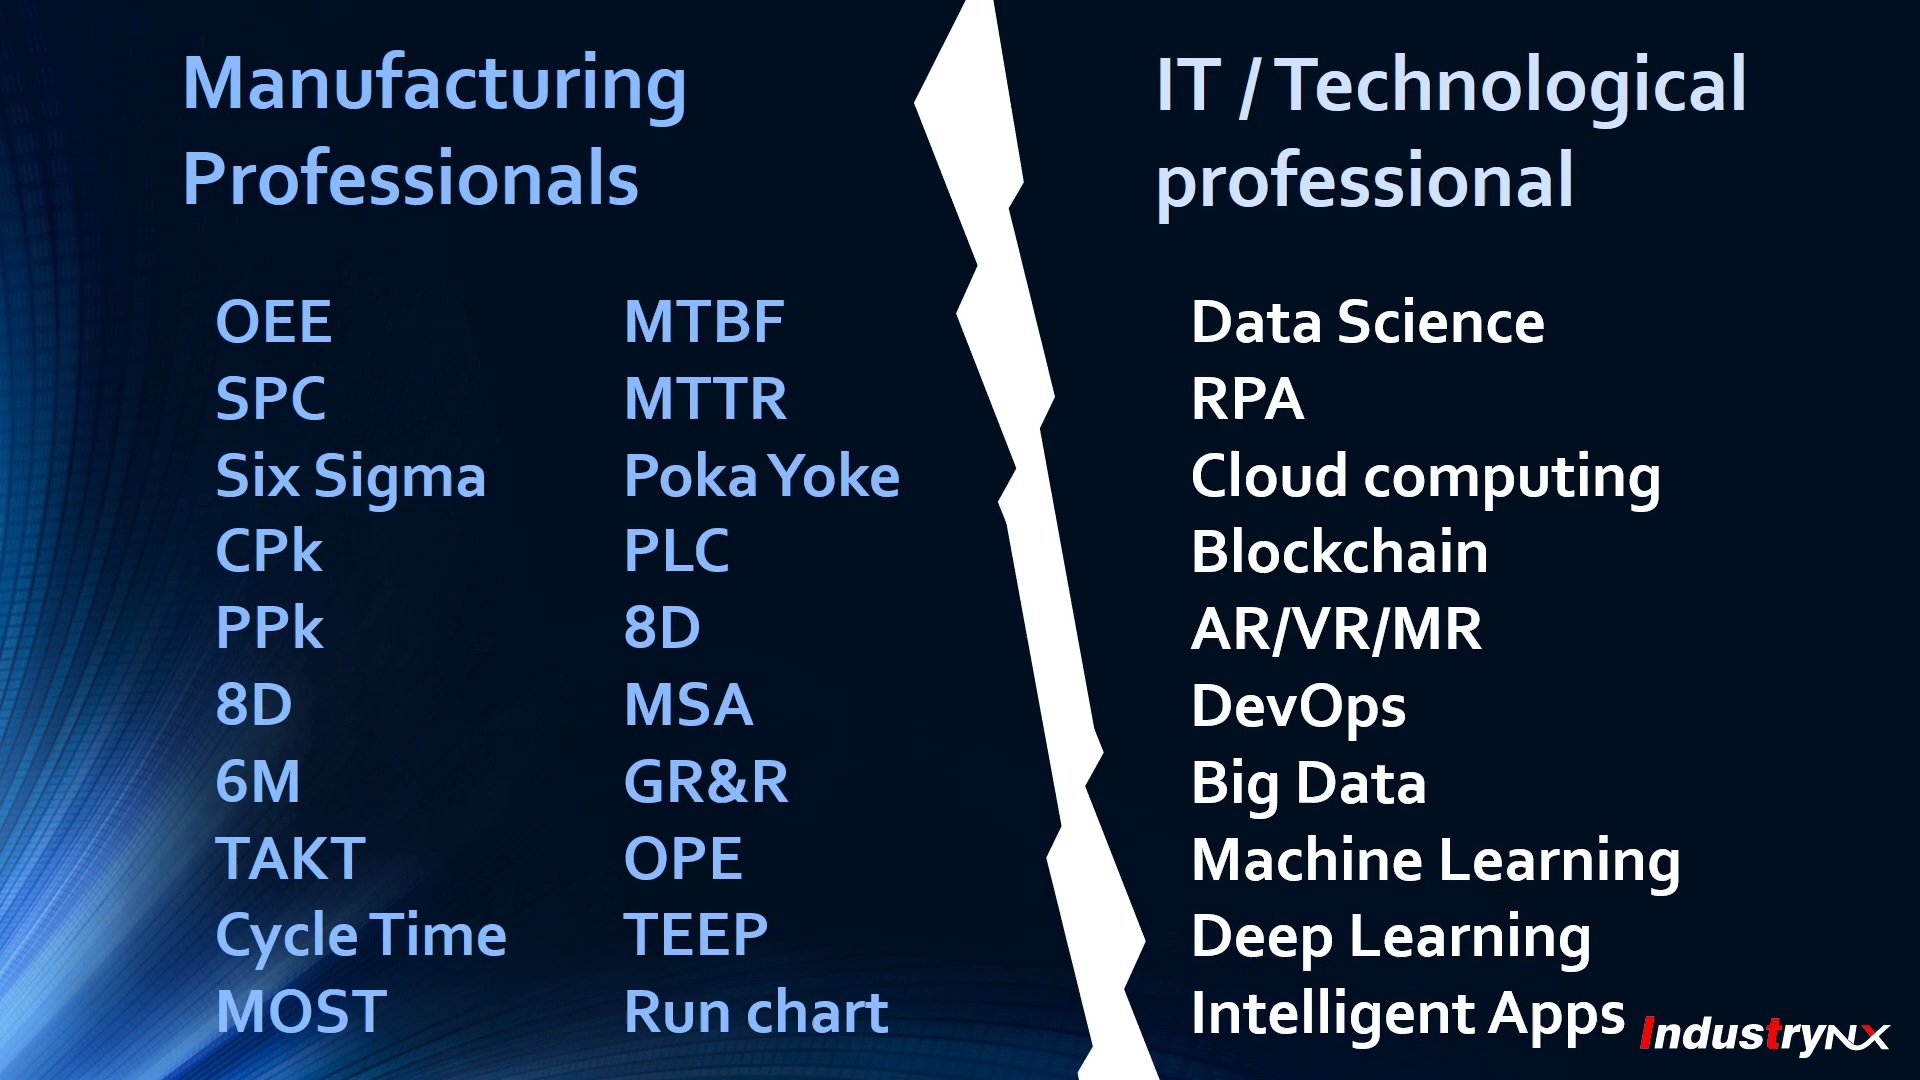 Manufacturing
Professionals
OEE
SPC
Six Sigma
CPk
PPk
8D
6M
TAKT
Cycle Time
MOST
MTBF
MTTR
Poka Yoke
PLC
8D
MSA
GR&R
OPE
TEEP
Run chart
IT / Technological
professional
Data Science
RPA
Cloud computing
Blockchain
AR/VR/MR
DevOps
Big Data
Machine Learning
Deep Learning
Intelligent Apps
IndustryNX